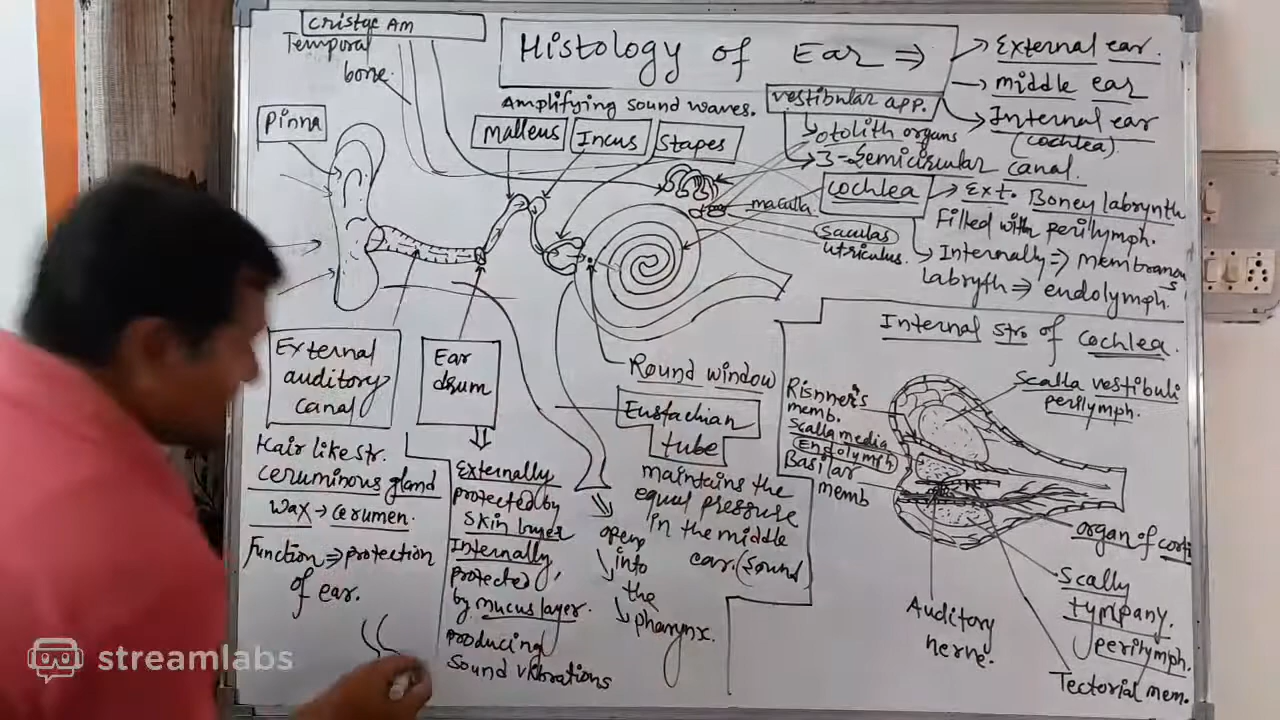 cristae Am
Temporal
bone.
Histology of Ear ⇒
External ear.
middle ear
Internal ear
(cochlea).
Pinna
Amplifying sound waves.
Malleus
Incus
Stapes
vestibular app.
otolith organs
3-Semicircular canal.
cochlea
Ext. Boney labrynth
Filled with perilymph.
Internally ⇒ membranous
Labryth ⇒ endolymph.
maculla
Saculas
utriculus.
External
auditory
canal
Hair like str.
ceruminous gland
wax → cerumen.
Function ⇒ protection
of ear.
Ear
drum
Externally
protected by
skin layer
Internally,
protected
by mucus layer.
producing
sound vibrations
Round window
Eustachian
tube
maintains the
equal pressure
in the middle
ear. (sound
opens
into
the
pharynx.
Internal str. of cochlea.
Scalla vestibuli
perilymph.
Risnner's
memb.
Scalla media
Endolymph
Basilar
memb
organ of corti
Scally
tympany.
perilymph.
Tectorial mem.
Auditory
nerve.
streamlabs